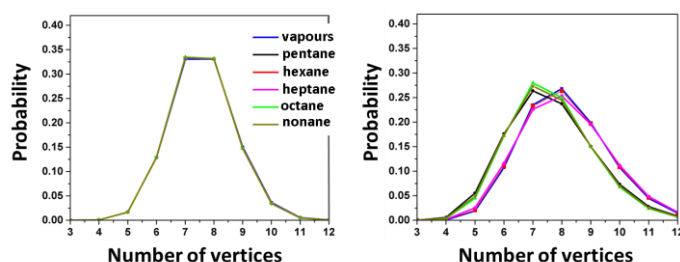 0.40
0.35
0.30
0.25
0.20
0.15
0.10
0.05
0.00
Probability
3 4 5 6 7 8 9 10 11 12
Number of vertices
vapours
pentane
hexane
heptane
octane
nonane
0.40
0.35
0.30
0.25
0.20
0.15
0.10
0.05
0.00
Probability
3 4 5 6 7 8 9 10 11 12
Number of vertices